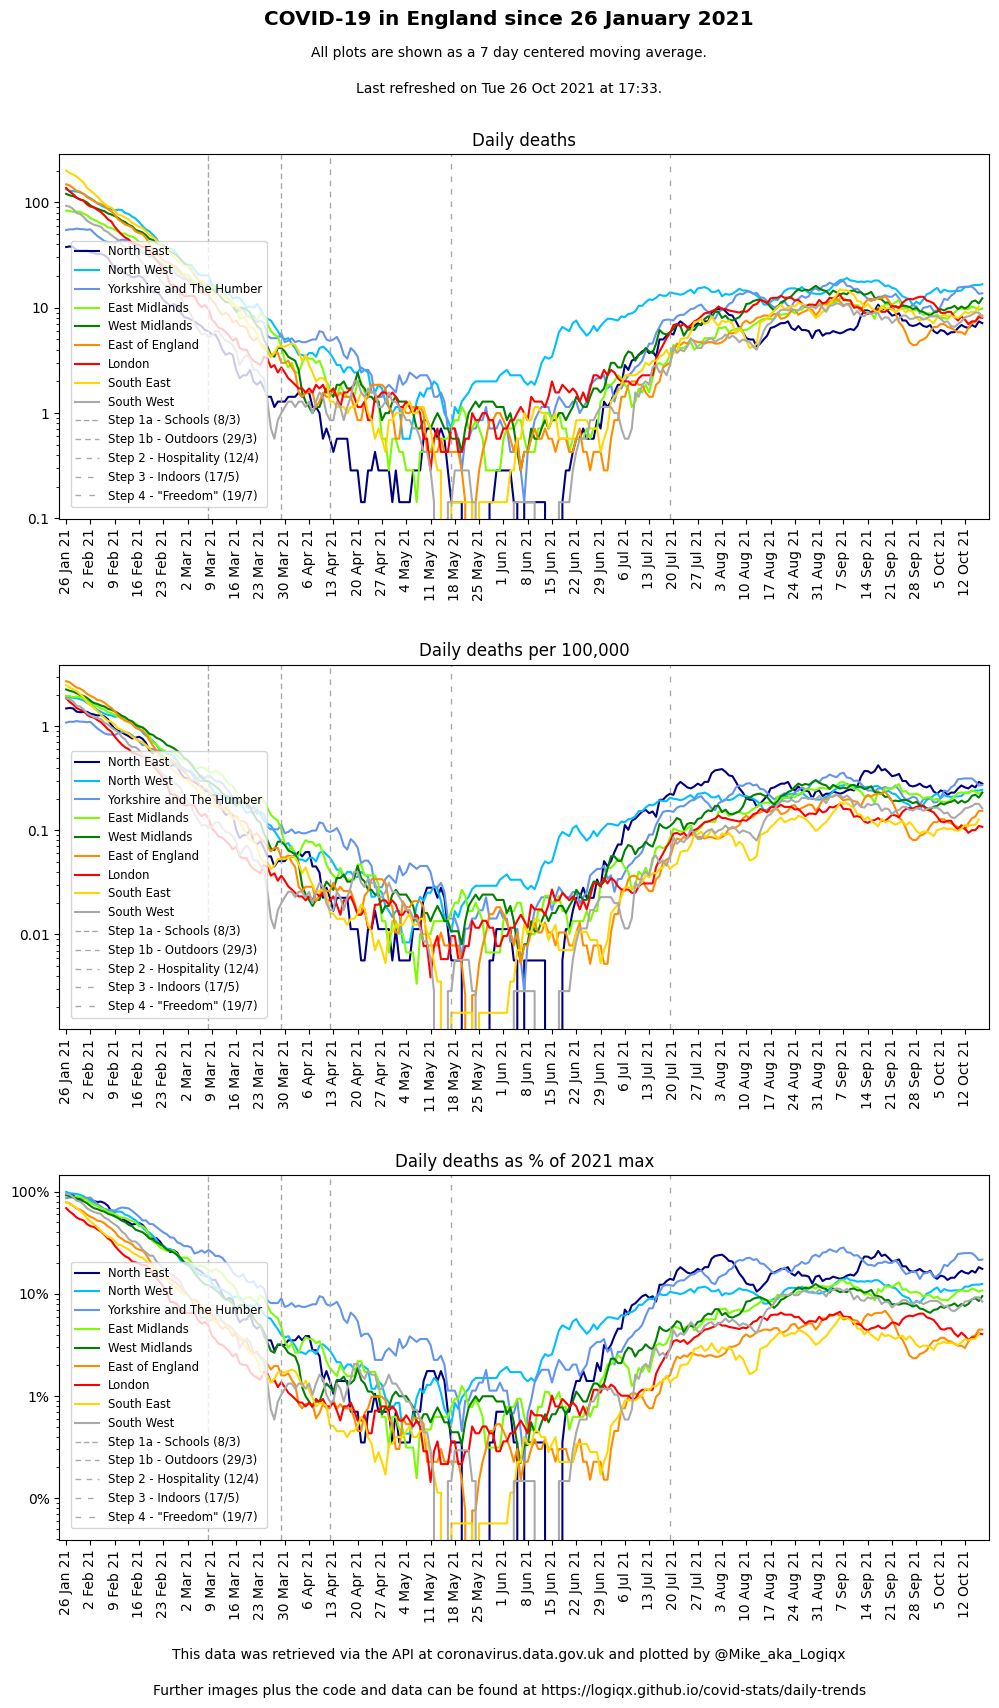 COVID-19 in England since 26 January 2021
All plots are shown as a 7 day centered moving average.
Last refreshed on Tue 26 Oct 2021 at 17:33.
Daily deaths
100
10
1
0.1
North East
North West
Yorkshire and The Humber
East Midlands
West Midlands
East of England
London
South East
South West
Step 1a - Schools (8/3)
Step 1b - Outdoors (29/3)
Step 2 - Hospitality (12/4)
Step 3 - Indoors (17/5)
Step 4 - "Freedom" (19/7)
26 Jan 21
2 Feb 21
9 Feb 21
16 Feb 21
23 Feb 21
2 Mar 21
9 Mar 21
16 Mar 21
23 Mar 21
30 Mar 21
6 Apr 21
13 Apr 21
20 Apr 21
27 Apr 21
4 May 21
11 May 21
18 May 21
25 May 21
1 Jun 21
8 Jun 21
15 Jun 21
22 Jun 21
29 Jun 21
6 Jul 21
13 Jul 21
20 Jul 21
27 Jul 21
3 Aug 21
10 Aug 21
17 Aug 21
24 Aug 21
31 Aug 21
7 Sep 21
14 Sep 21
21 Sep 21
28 Sep 21
5 Oct 21
12 Oct 21
Daily deaths per 100,000
1
0.1
0.01
North East
North West
Yorkshire and The Humber
East Midlands
West Midlands
East of England
London
South East
South West
Step 1a - Schools (8/3)
Step 1b - Outdoors (29/3)
Step 2 - Hospitality (12/4)
Step 3 - Indoors (17/5)
Step 4 - "Freedom" (19/7)
26 Jan 21
2 Feb 21
9 Feb 21
16 Feb 21
23 Feb 21
2 Mar 21
9 Mar 21
16 Mar 21
23 Mar 21
30 Mar 21
6 Apr 21
13 Apr 21
20 Apr 21
27 Apr 21
4 May 21
11 May 21
18 May 21
25 May 21
1 Jun 21
8 Jun 21
15 Jun 21
22 Jun 21
29 Jun 21
6 Jul 21
13 Jul 21
20 Jul 21
27 Jul 21
3 Aug 21
10 Aug 21
17 Aug 21
24 Aug 21
31 Aug 21
7 Sep 21
14 Sep 21
21 Sep 21
28 Sep 21
5 Oct 21
12 Oct 21
Daily deaths as % of 2021 max
100%
10%
1%
0%
North East
North West
Yorkshire and The Humber
East Midlands
West Midlands
East of England
London
South East
South West
Step 1a - Schools (8/3)
Step 1b - Outdoors (29/3)
Step 2 - Hospitality (12/4)
Step 3 - Indoors (17/5)
Step 4 - "Freedom" (19/7)
26 Jan 21
2 Feb 21
9 Feb 21
16 Feb 21
23 Feb 21
2 Mar 21
9 Mar 21
16 Mar 21
23 Mar 21
30 Mar 21
6 Apr 21
13 Apr 21
20 Apr 21
27 Apr 21
4 May 21
11 May 21
18 May 21
25 May 21
1 Jun 21
8 Jun 21
15 Jun 21
22 Jun 21
29 Jun 21
6 Jul 21
13 Jul 21
20 Jul 21
27 Jul 21
3 Aug 21
10 Aug 21
17 Aug 21
24 Aug 21
31 Aug 21
7 Sep 21
14 Sep 21
21 Sep 21
28 Sep 21
5 Oct 21
12 Oct 21
This data was retrieved via the API at coronavirus.data.gov.uk and plotted by @Mike_aka_Logiqx
Further images plus the code and data can be found at https://logiqx.github.io/covid-stats/daily-trends